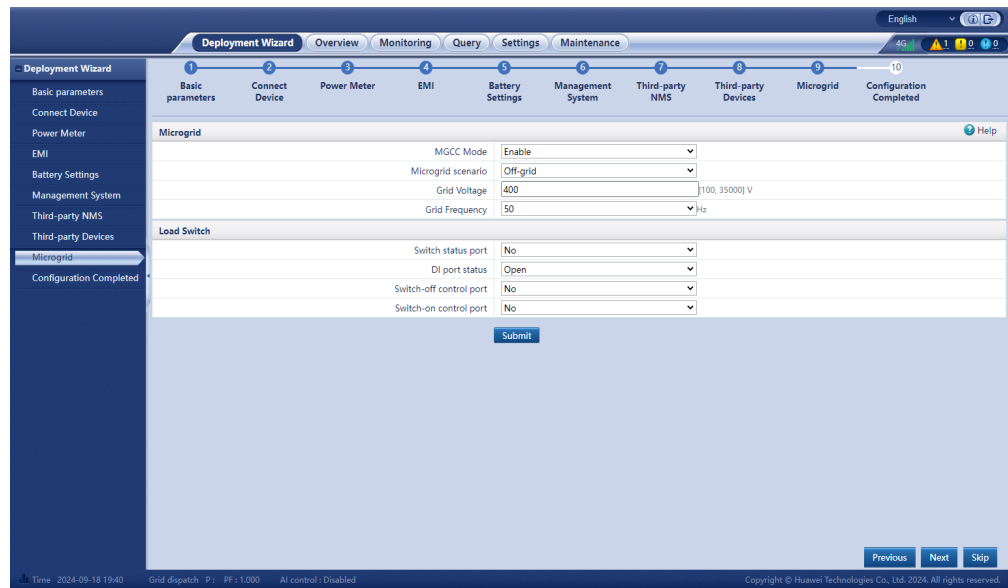 English
Deployment Wizard Overview Monitoring Query Settings Maintenance
4G 1 0 0
Deployment Wizard
Basic parameters
Connect Device
Power Meter
EMI
Battery Settings
Management System
Third-party NMS
Third-party Devices
Microgrid
Configuration Completed
1 2 3 4 5 6 7 8 9 10
Basic parameters
Connect Device
Power Meter
EMI
Battery Settings
Management System
Third-party NMS
Third-party Devices
Microgrid
Configuration Completed
Microgrid Help
MGCC Mode Enable
Microgrid scenario Off-grid
Grid Voltage 400 [100, 35000] V
Grid Frequency 50 Hz
Load Switch
Switch status port No
DI port status Open
Switch-off control port No
Switch-on control port No
Submit
Previous Next Skip
Time 2024-09-18 19:40 Grid dispatch P : PF : 1.000 AI control : Disabled Copyright © Huawei Technologies Co., Ltd. 2024. All rights reserved.